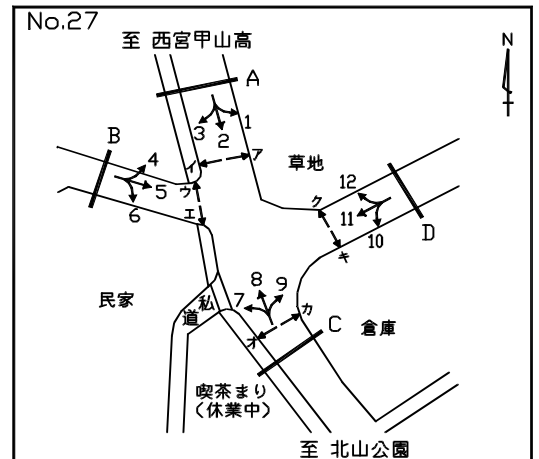 No.27
至 西宮甲山高
N
A
B
3
2
1
イ
ア
草地
4
5
6
ウ
エ
ク
12
11
10
キ
D
民家
私
道
7
8
9
カ
オ
C
倉庫
喫茶まり
(休業中)
至 北山公園